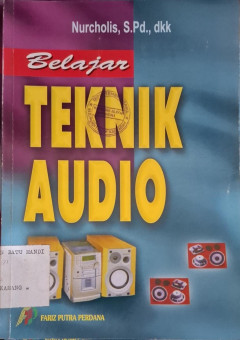 Nurcholis, S.Pd., dkk
Belajar
TEKNIK
AUDIO
FARIZ PUTRA PERDANA